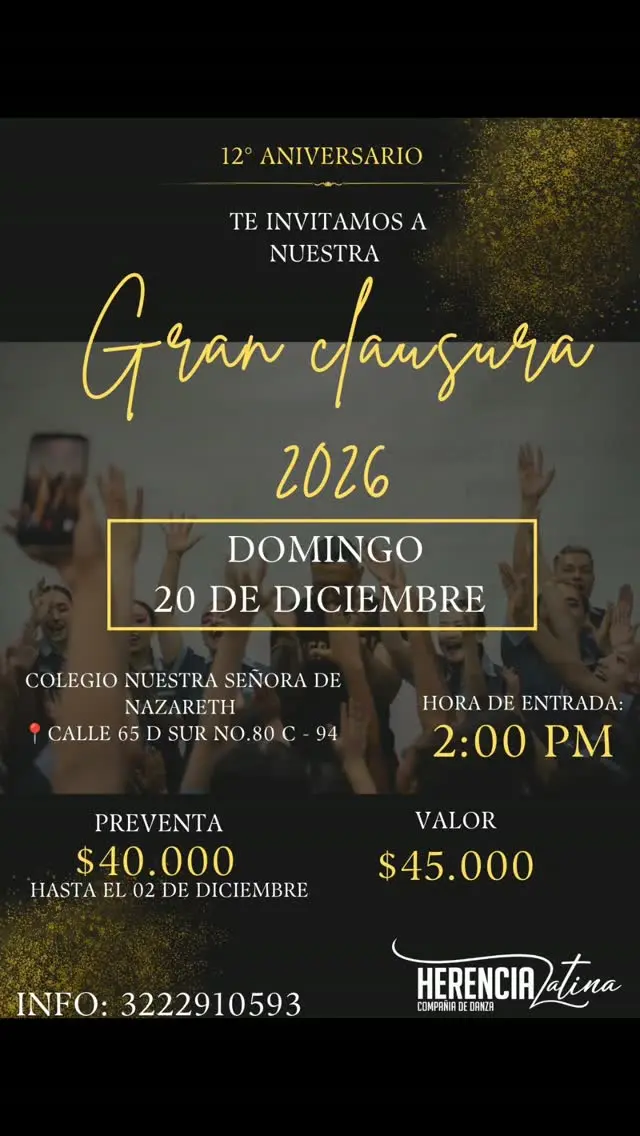 12° ANIVERSARIO
TE INVITAMOS A
NUESTRA
Gran clausura
2026
DOMINGO
20 DE DICIEMBRE
COLEGIO NUESTRA SEÑORA DE
NAZARETH
📍CALLE 65 D SUR NO.80 C - 94
HORA DE ENTRADA:
2:00 PM
PREVENTA
$40.000
HASTA EL 02 DE DICIEMBRE
VALOR
$45.000
HERENCIA Latina
COMPAÑIA DE DANZA
INFO: 3222910593